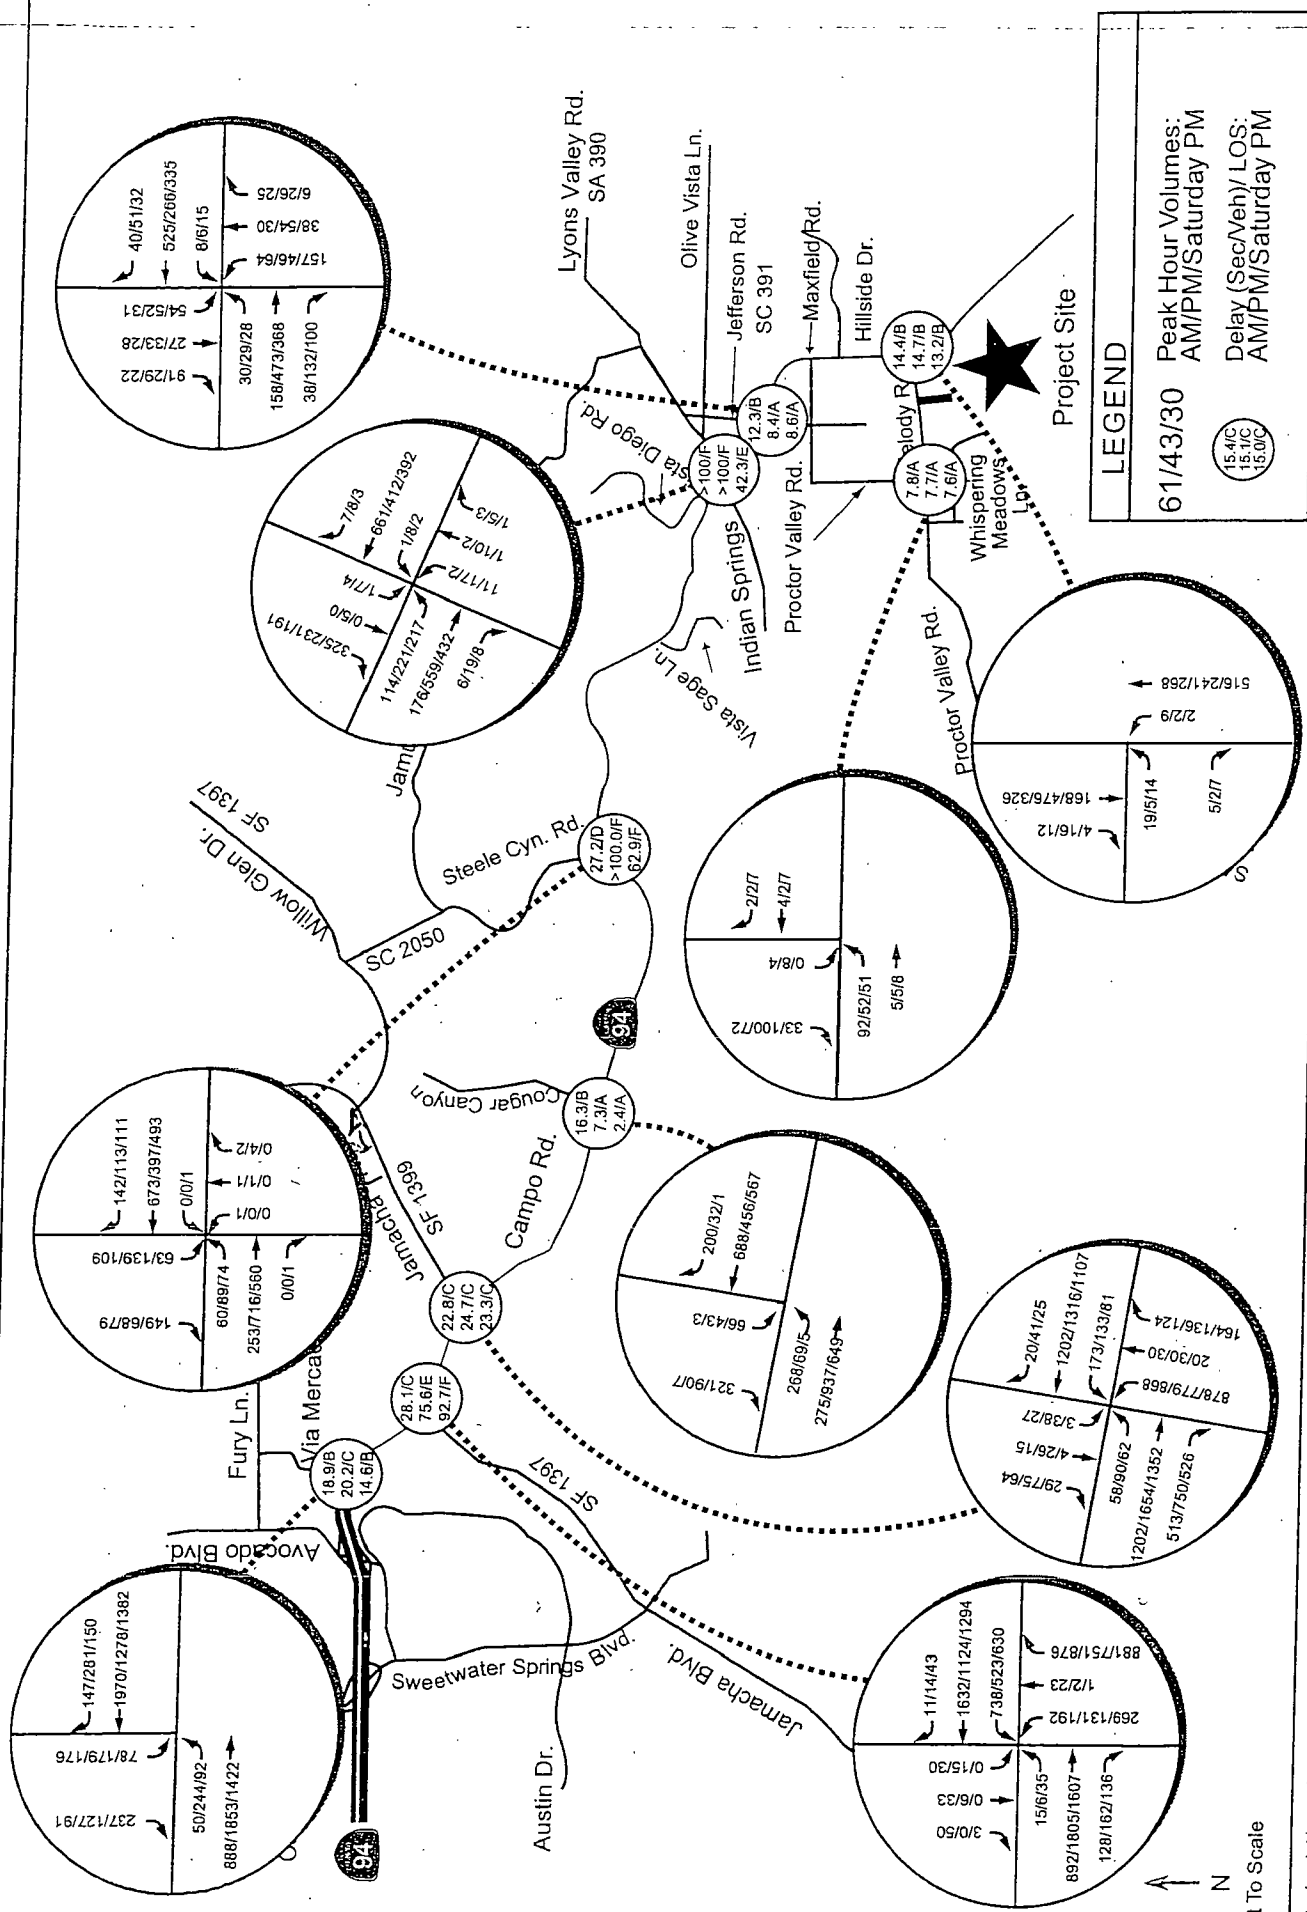 40/51/32
525/266/335
8/6/15
54/52/31
27/33/28
91/29/22
30/29/28
158/473/368
38/132/100
157/46/64
38/54/30
6/26/25
Lyons Valley Rd.
SA 390
Olive Vista Ln.
Jefferson Rd.
SC 391
Maxfield Rd.
Hillside Dr.
7/8/3
661/412/392
1/8/2
1/7/4
0/5/0
325/231/191
114/221/217
176/559/432
6/19/8
11/17/2
1/10/2
1/5/3
sta Diego Rd.
>100/F
>100/F
42.3/E
12.3/B
8.4/A
8.6/A
14.4/B
14.7/B
13.2/B
Project Site
elody R
7.8/A
7.7/A
7.6/A
Whispering
Meadows
Ln
Proctor Valley Rd.
Indian Springs
Vista Sage Ln.
Proctor Valley Rd.
LEGEND
61/43/30
Peak Hour Volumes:
AM/PM/Saturday PM
15.4/C
15.1/C
15.0/C
Delay (Sec/Veh)/ LOS:
AM/PM/Saturday PM
168/476/326
4/16/12
19/5/14
5/2/7
2/2/9
516/241/268
S
Jamu
SF 1397
Willow Glen Dr.
Steele Cyn. Rd.
SC 2050
27.2/D
>100.0/F
62.9/F
94
2/2/7
4/2/7
0/8/4
33/100/72
92/52/51
5/5/8
Cougar Canyon
16.3/B
7.3/A
2.4/A
Campo Rd.
SF 1399
Jamacha
142/113/111
673/397/493
0/0/1
63/139/109
149/68/79
60/89/74
253/716/560
0/0/1
0/0/1
0/1/1
0/4/2
200/32/1
688/456/567
66/43/3
321/90/7
268/69/5
275/937/649
22.8/C
24.7/C
23.3/C
28.1/C
75.6/E
92.7/F
18.9/B
20.2/C
14.6/B
Fury Ln.
Via Merca
Avocado Blvd.
SF 1397
20/41/25
1202/1316/1107
173/133/81
3/38/27
4/26/15
29/75/64
58/90/62
1202/1654/1352
513/750/526
878/779/868
20/30/30
164/136/124
147/281/150
1970/1278/1382
78/179/176
237/127/91
50/244/92
888/1853/1422
94
Sweetwater Springs Blvd.
Austin Dr.
Jamacha Blvd.
11/14/43
1632/1124/1294
738/523/630
0/15/30
0/6/33
3/0/50
15/6/35
892/1805/1607
128/162/136
269/131/192
1/2/23
881/751/876
N
To Scale